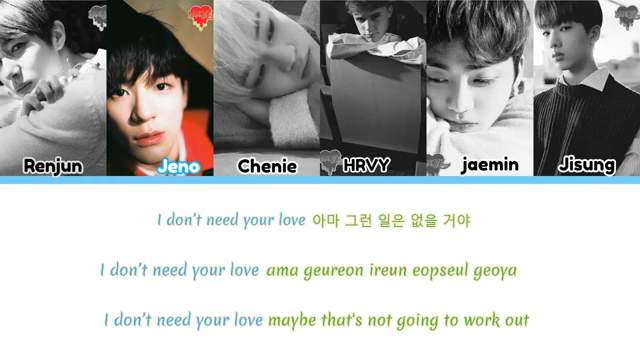 Renjun
Jeno
Chenie
HRVY
jaemin
Jisung
I don't need your love 아마 그런 일은 없을 거야
I don't need your love ama geureon ireun eopseul geoya
I don't need your love maybe that's not going to work out